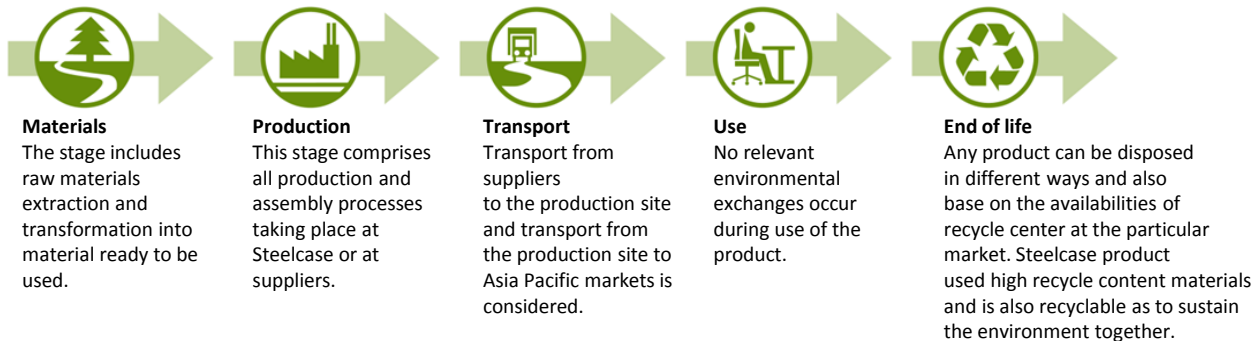 Materials
The stage includes
raw materials
extraction and
transformation into
material ready to be
used.
Production
This stage comprises
all production and
assembly processes
taking place at
Steelcase or at
suppliers.
Transport
Transport from
suppliers
to the production site
and transport from
the production site to
Asia Pacific markets is
considered.
Use
No relevant
environmental
exchanges occur
during use of the
product.
End of life
Any product can be disposed
in different ways and also
base on the availabilities of
recycle center at the particular
market. Steelcase product
used high recycle content materials
and is also recyclable as to sustain
the environment together.